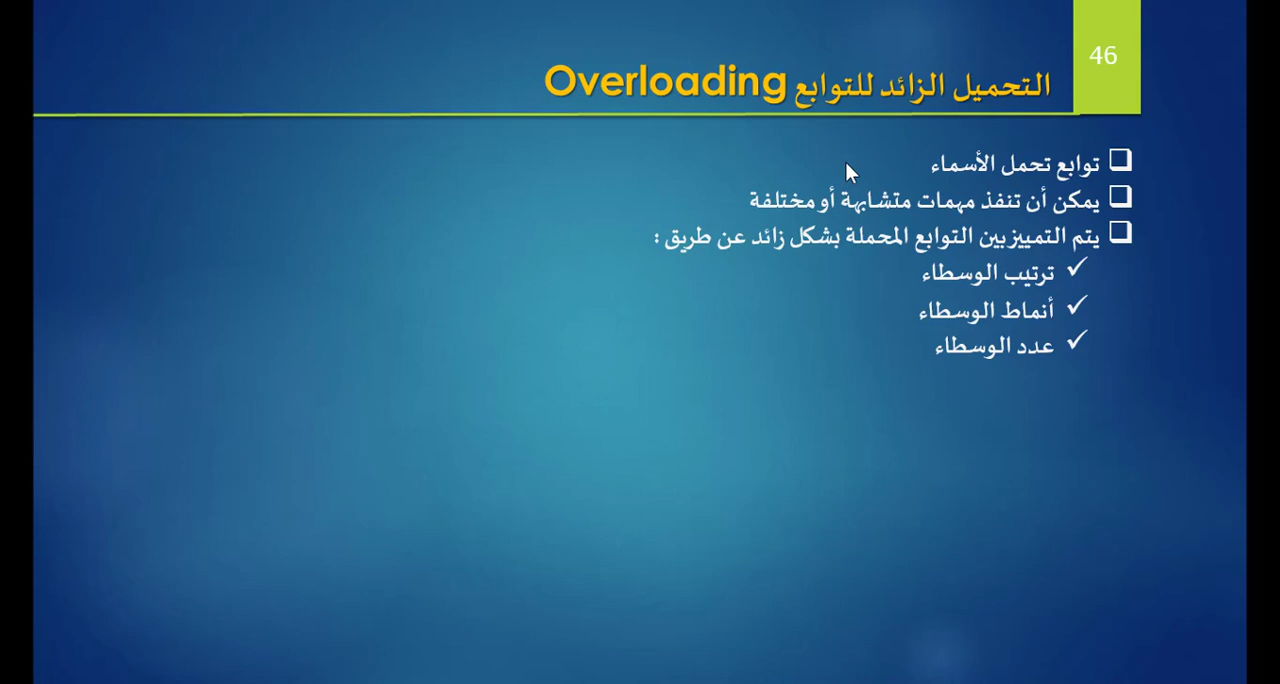 46
التحميل الزائد للتوابع Overloading
توابع تحمل الأسماء
يمكن أن تنفذ مهمات متشابهة أو مختلفة
يتم التمييز بين التوابع المحملة بشكل زائد عن طريق :
ترتيب الوسطاء
أنماط الوسطاء
عدد الوسطاء